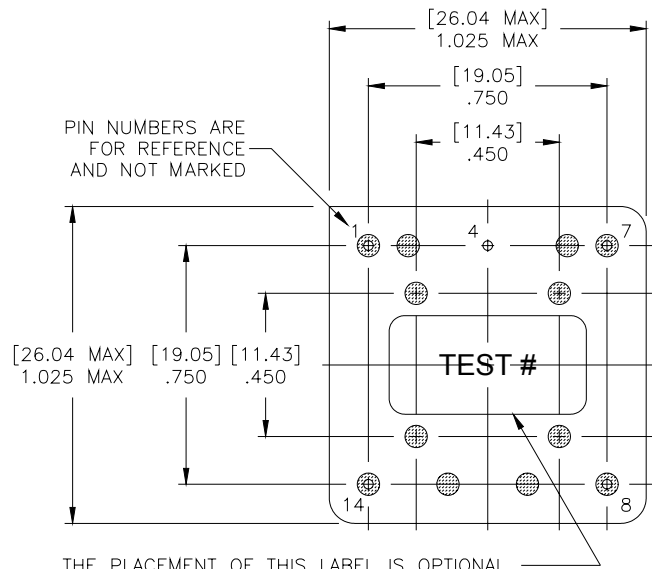 [26.04 MAX]
1.025 MAX
[19.05]
.750
[11.43]
.450
PIN NUMBERS ARE
FOR REFERENCE
AND NOT MARKED
1
4
7
[26.04 MAX] [19.05] [11.43]
1.025 MAX .750 .450
TEST #
14
8
THE PLACEMENT OF THIS LABEL IS OPTIONAL